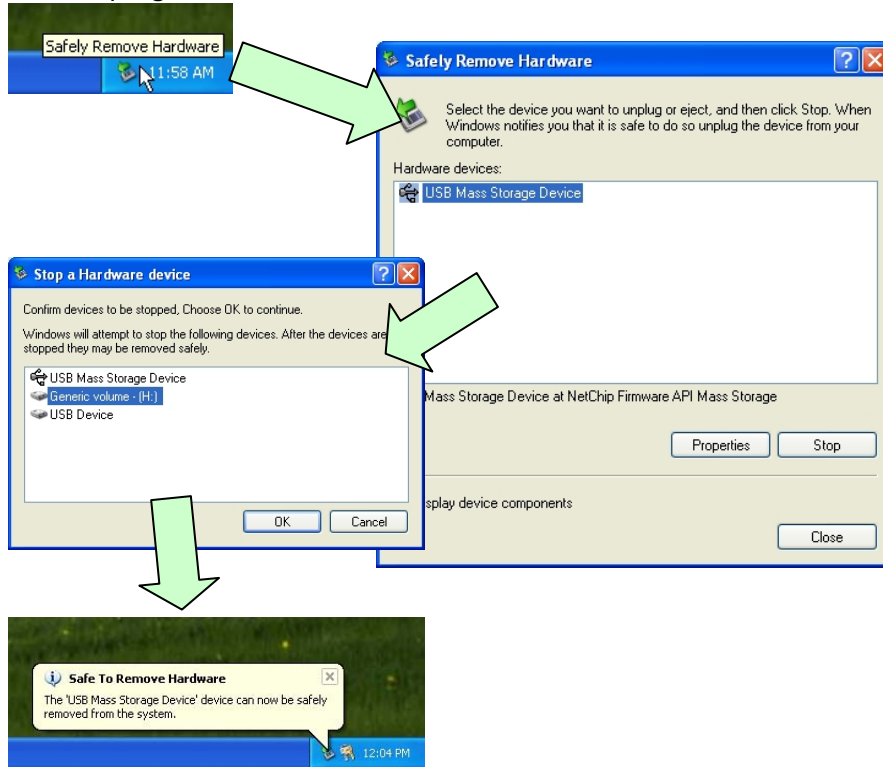 Safely Remove Hardware
11:58 AM
Safely Remove Hardware
Select the device you want to unplug or eject, and then click Stop. When
Windows notifies you that it is safe to do so unplug the device from your
computer.
Hardware devices:
USB Mass Storage Device
Mass Storage Device at NetChip Firmware API Mass Storage
Properties
Stop
splay device components
Close
Stop a Hardware device
Confirm devices to be stopped, Choose OK to continue.
Windows will attempt to stop the following devices. After the devices are
stopped they may be removed safely.
USB Mass Storage Device
Generic volume - (H:)
USB Device
OK
Cancel
Safe To Remove Hardware
The 'USB Mass Storage Device' device can now be safely
removed from the system.
12:04 PM